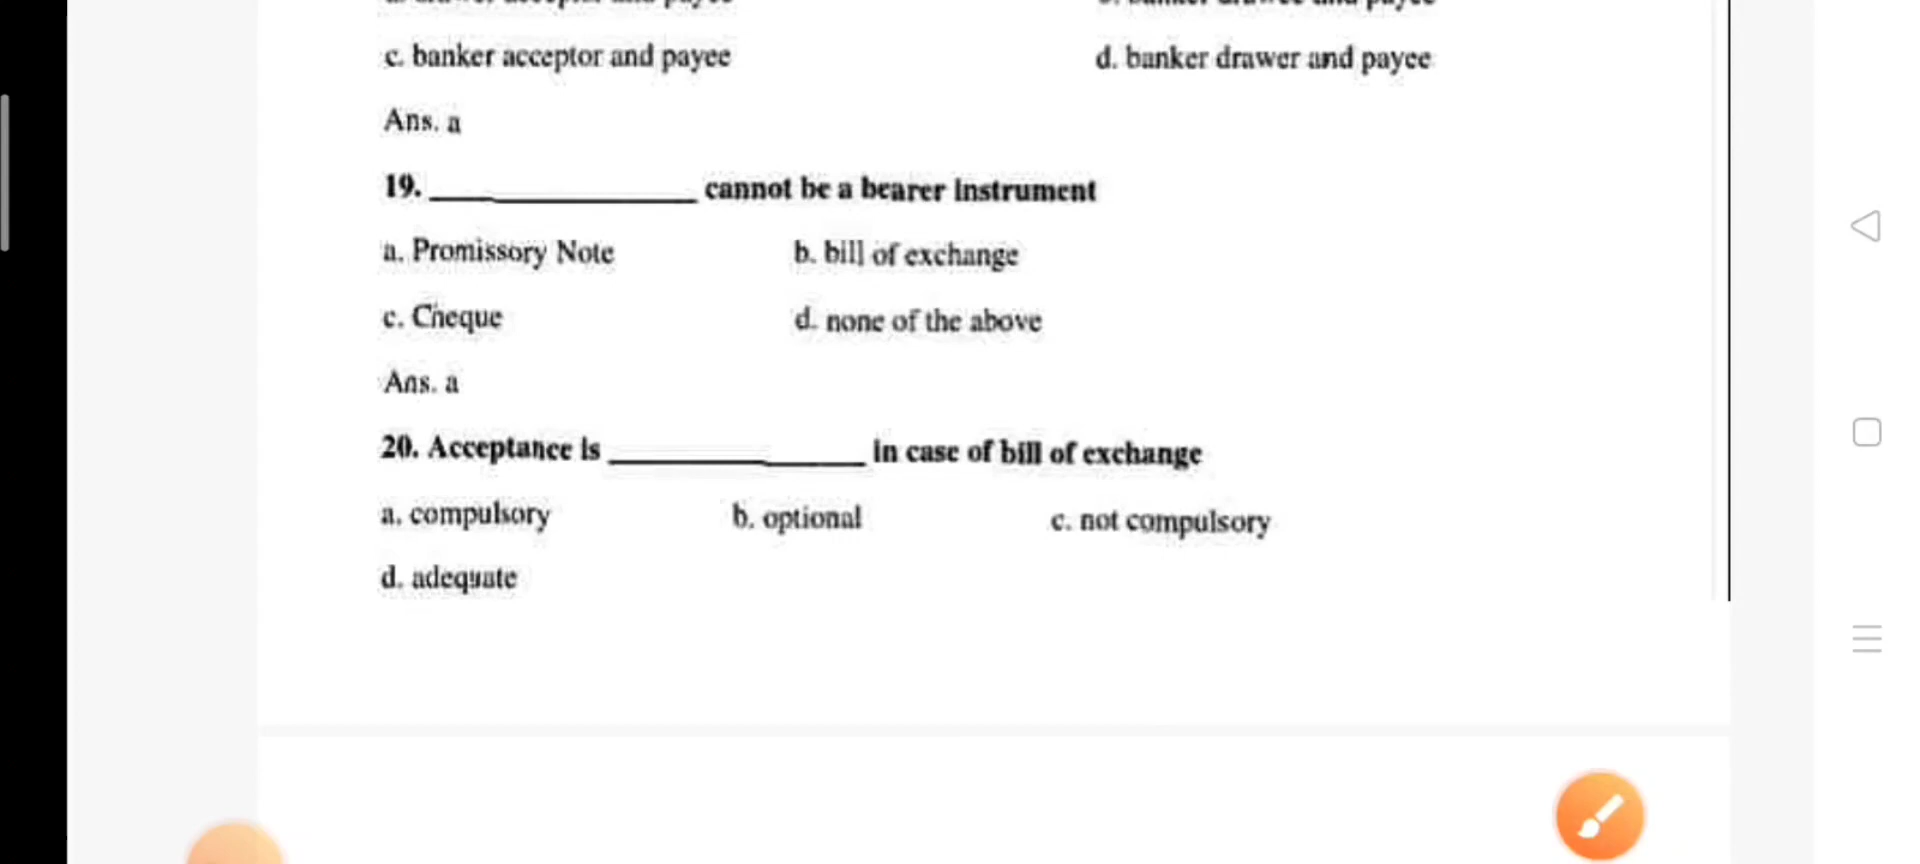 c. banker acceptor and payee d. banker drawer and payee
Ans. a
19. ____________ cannot be a bearer instrument
a. Promissory Note b. bill of exchange
c. Cheque d. none of the above
Ans. a
20. Acceptance is ____________ in case of bill of exchange
a. compulsory b. optional c. not compulsory
d. adequate